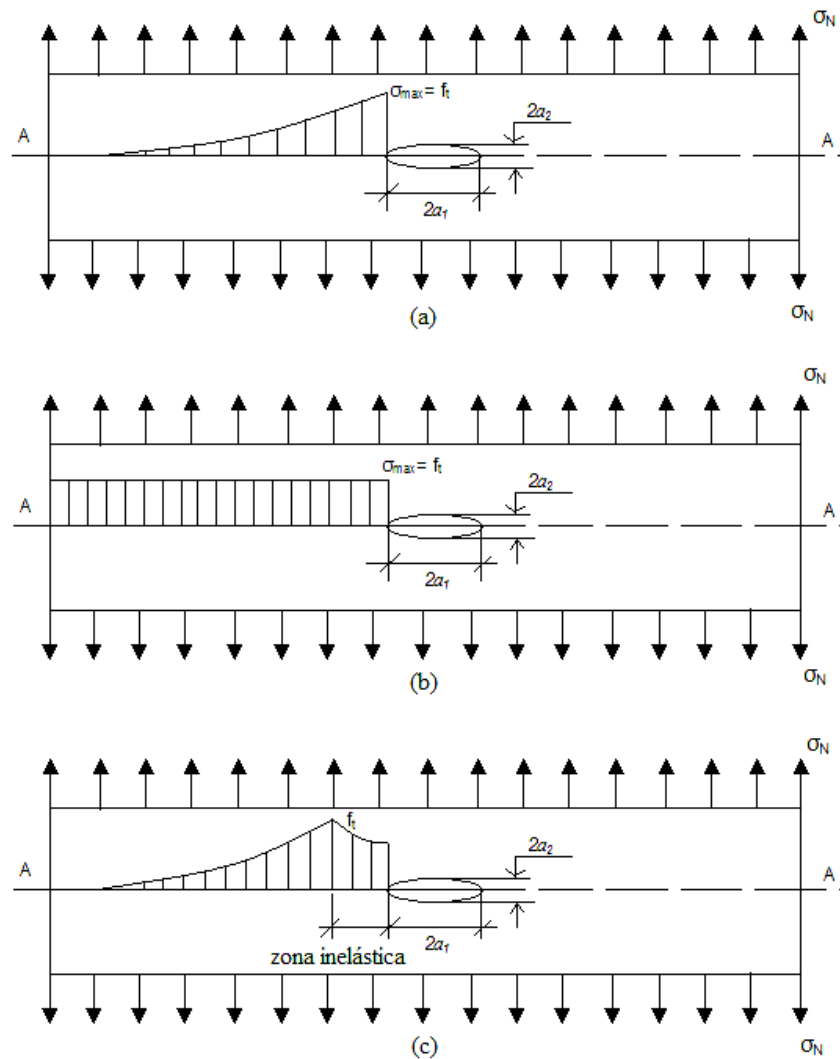 σN
σmax = ft
2a2
A
A
2a1
σN
(a)
σN
σmax = ft
2a2
A
A
2a1
σN
(b)
σN
ft
2a2
A
A
2a1
zona inelástica
σN
(c)